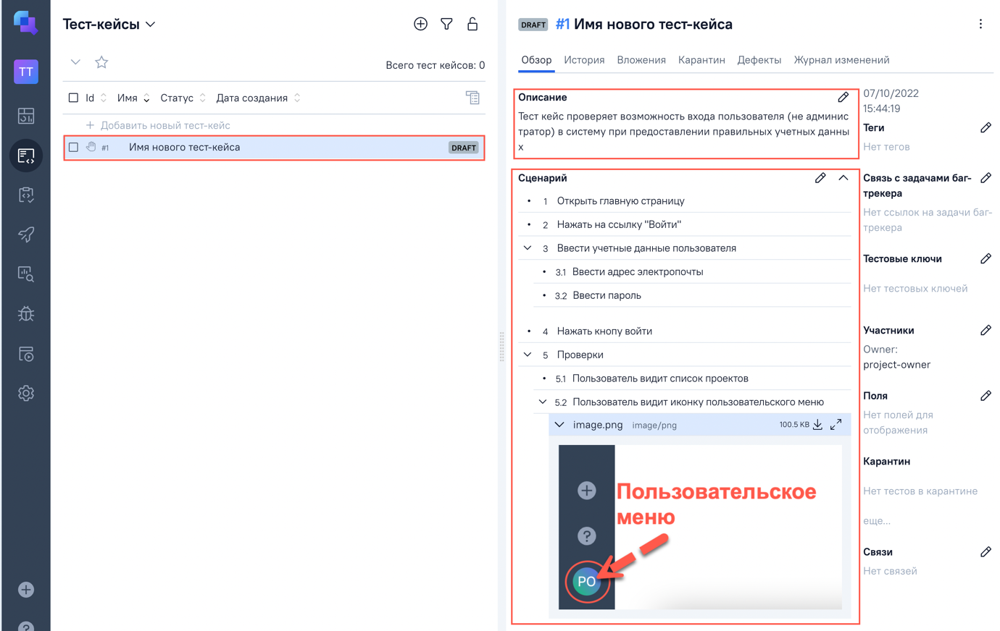 TT
Тест-кейсы
Всего тест кейсов: 0
Id Имя Статус Дата создания
Добавить новый тест-кейс
#1 Имя нового тест-кейса DRAFT
DRAFT #1 Имя нового тест-кейса
Обзор История Вложения Карантин Дефекты Журнал изменений
Описание
Тест кейс проверяет возможность входа пользователя (не админис
тратор) в систему при предоставлении правильных учетных данны
х
Сценарий
1 Открыть главную страницу
2 Нажать на ссылку "Войти"
3 Ввести учетные данные пользователя
3.1 Ввести адрес электропочты
3.2 Ввести пароль
4 Нажать кнопу войти
5 Проверки
5.1 Пользователь видит список проектов
5.2 Пользователь видит иконку пользовательского меню
image.png image/png 100.5 KB
Пользовательское
меню
?
PO
07/10/2022
15:44:19
Теги
Нет тегов
Связь с задачами баг-
трекера
Нет ссылок на задачи баг-
трекера
Тестовые ключи
Нет тестовых ключей
Участники
Owner:
project-owner
Поля
Нет полей для
отображения
Карантин
Нет тестов в карантине
еще...
Связи
Нет связей
?